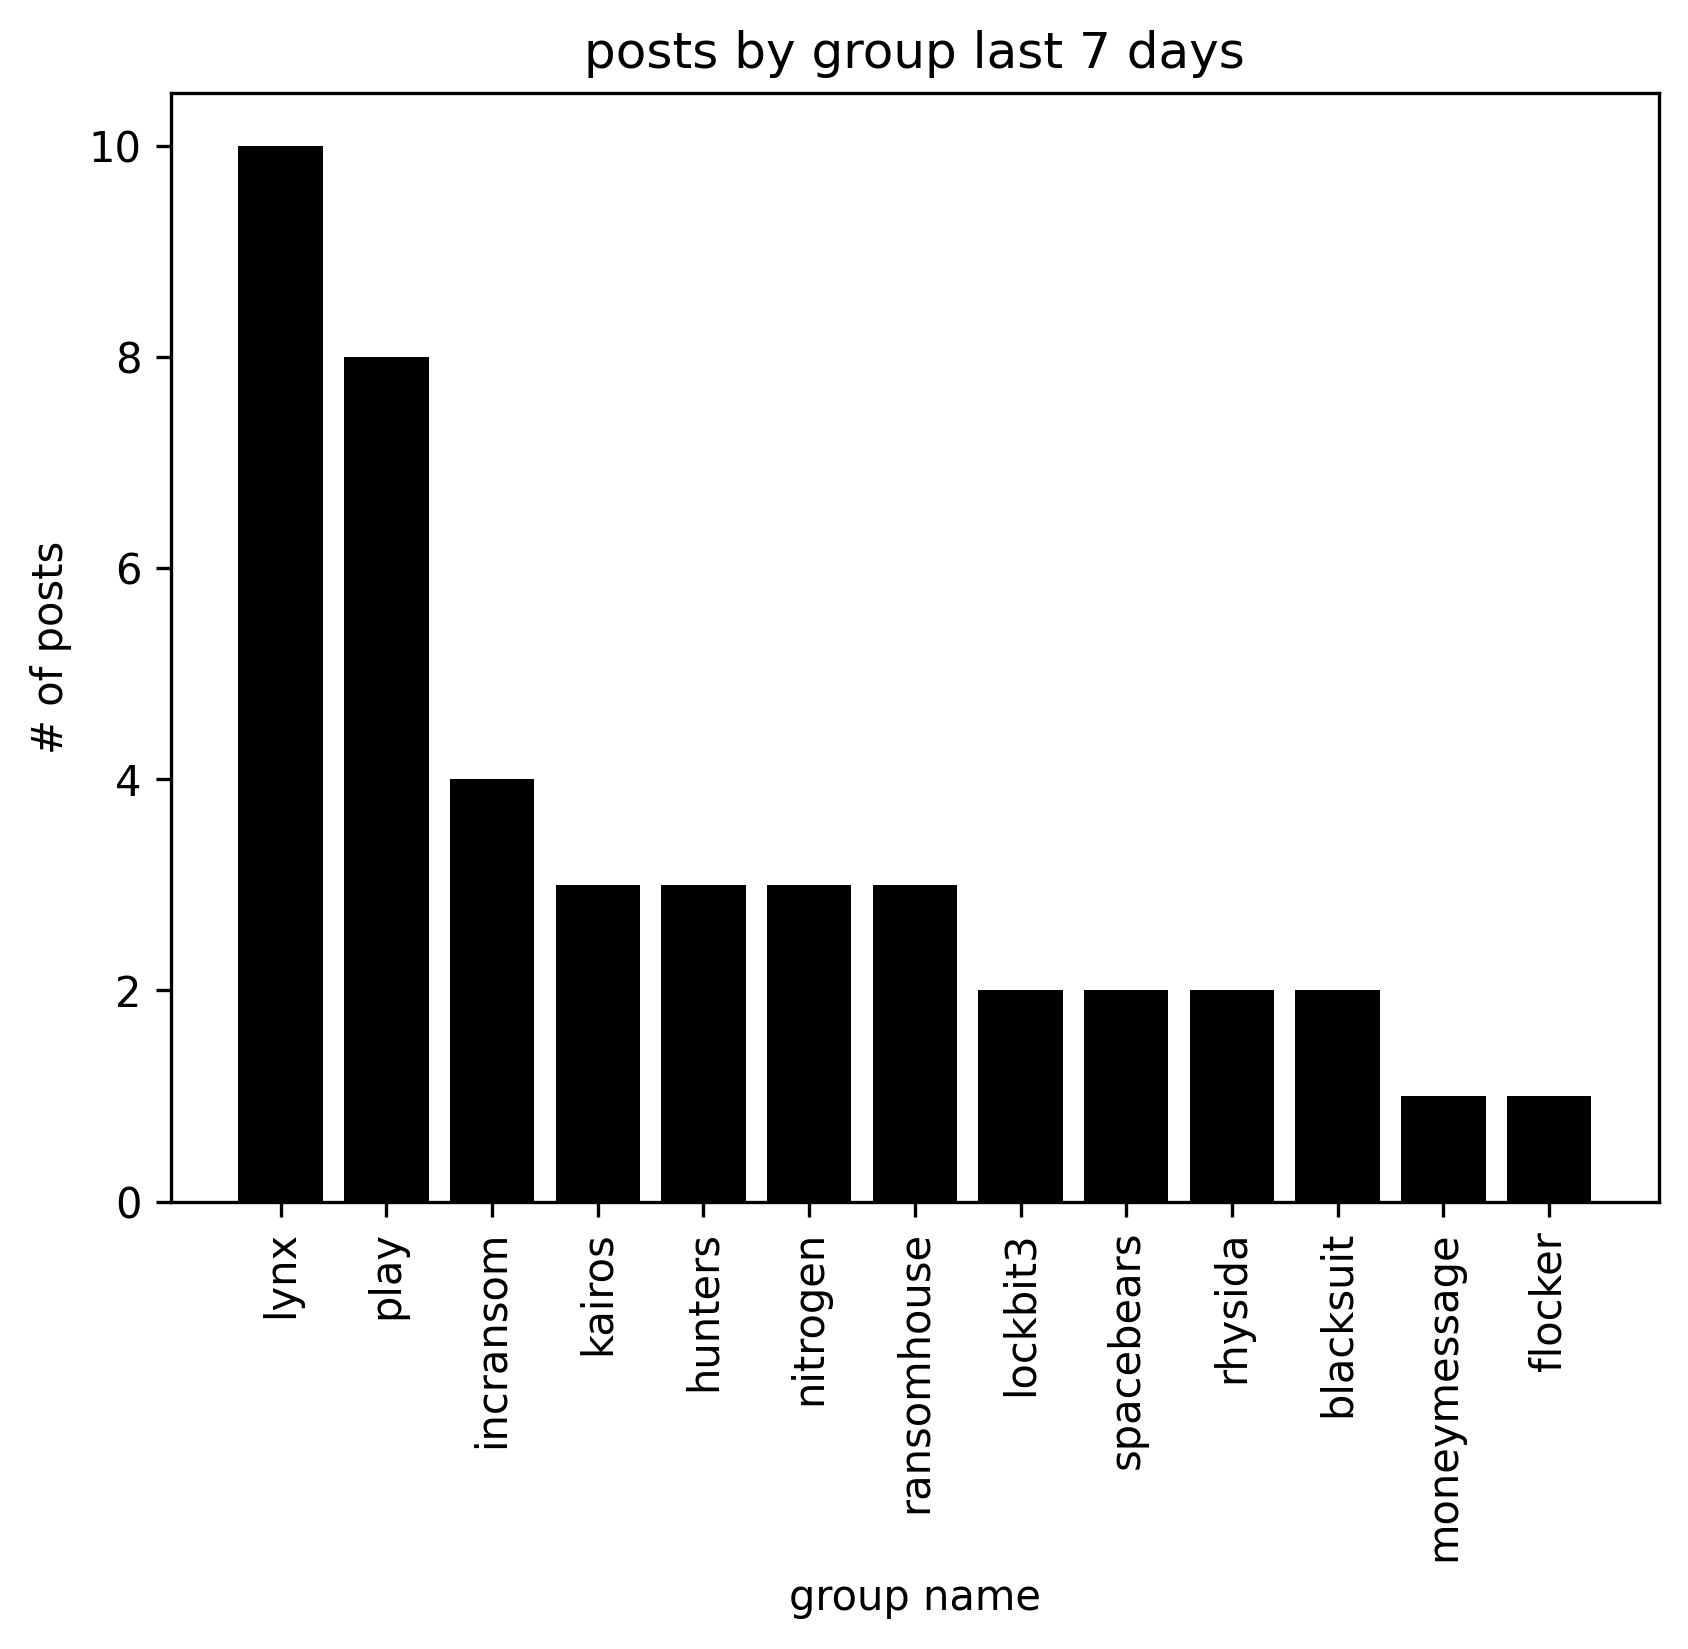 posts by group last 7 days
# of posts
10
8
6
4
2
0
lynx
play
incransom
kairos
hunters
nitrogen
ransomhouse
lockbit3
spacebears
rhysida
blacksuit
moneymessage
flocker
group name